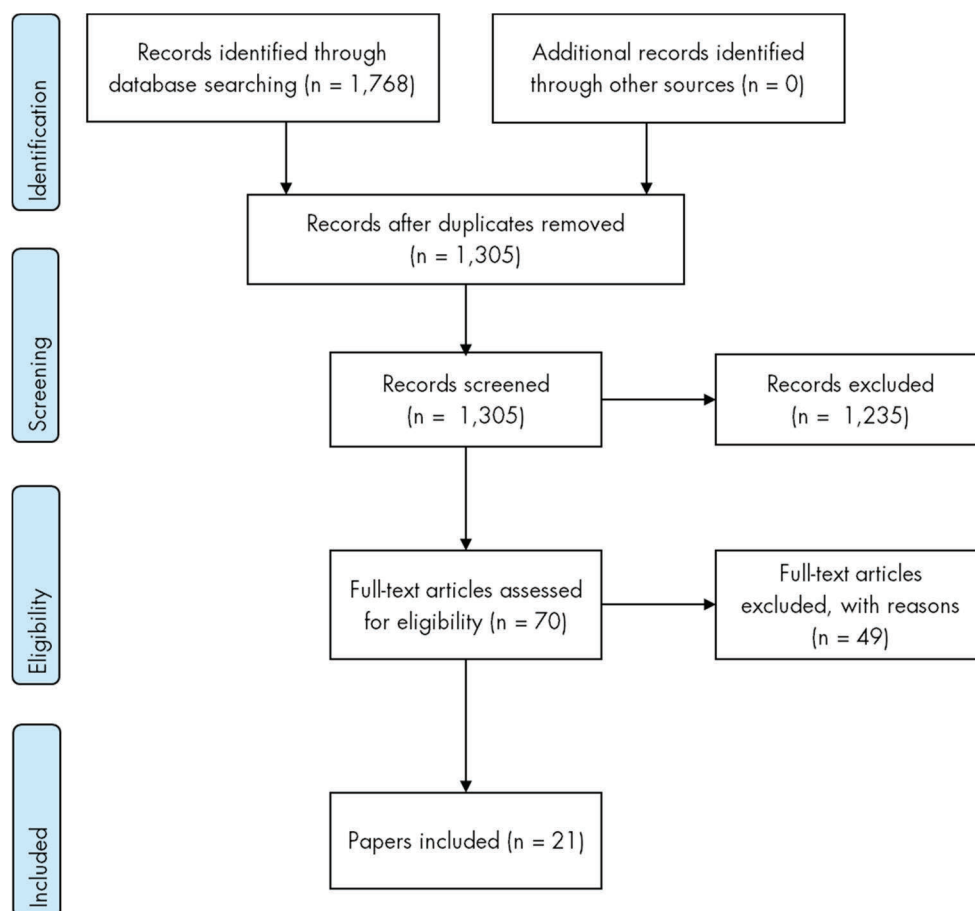 Identification
Records identified through
database searching (n = 1,768)
Additional records identified
through other sources (n = 0)
Records after duplicates removed
(n = 1,305)
Screening
Records screened
(n = 1,305)
Records excluded
(n = 1,235)
Eligibility
Full-text articles assessed
for eligibility (n = 70)
Full-text articles
excluded, with reasons
(n = 49)
Included
Papers included (n = 21)